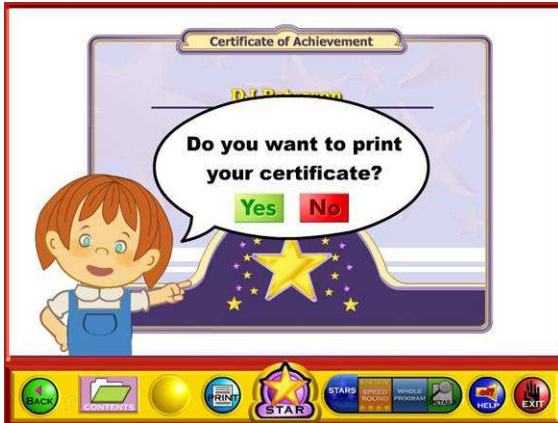 Certificate of Achievement
Do you want to print
your certificate?
Yes No
BACK
CONTENTS
PRINT
STAR
STARS
SPEED
ROUND
WHOLE
PROGRAM
DETAILS
HELP
EXIT